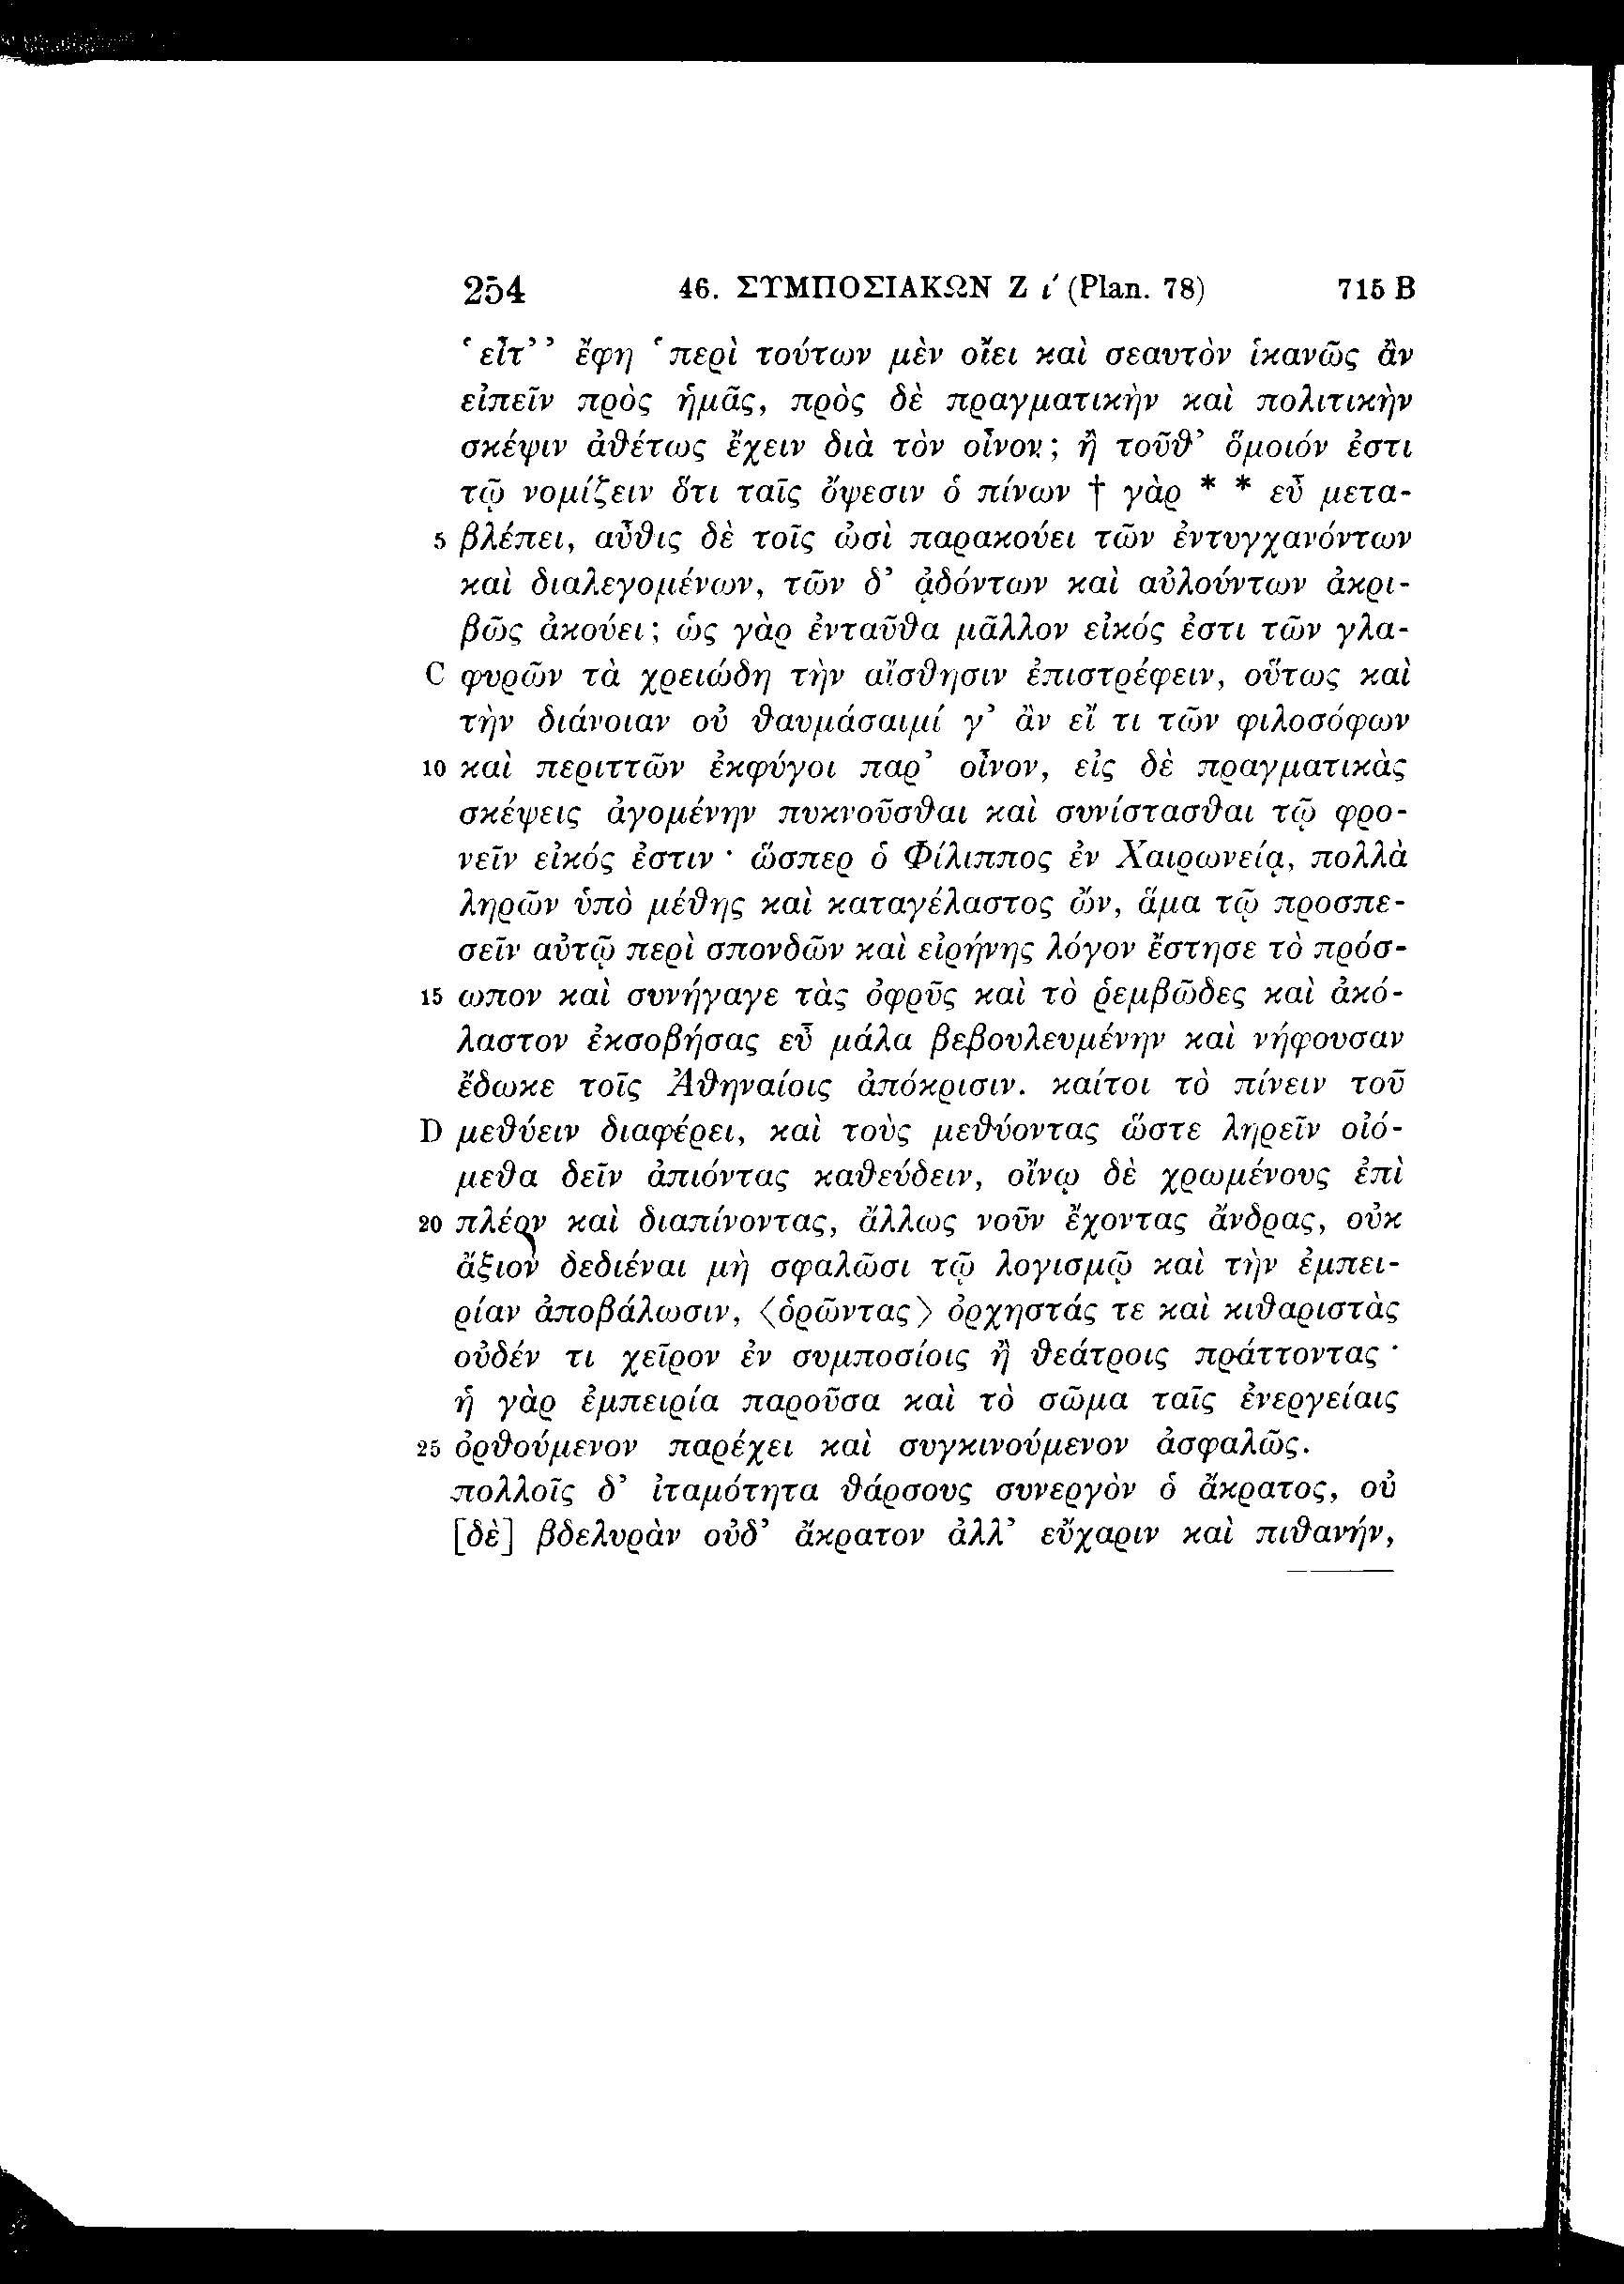 254 46. ΣΥΜΠΟΣΙΑΚΩΝ Ζ ι´ (Plan. 78) 715 B
‘εἶτ’’ ἔφη ‘περὶ τούτων μὲν οἴει καὶ σεαυτὸν ἱκανῶς ἂν
εἰπεῖν πρὸς ἡμᾶς, πρὸς δὲ πραγματικὴν καὶ πολιτικὴν
σκέψιν ἀθέτως ἔχειν διὰ τὸν οἶνον; ἢ τοῦθ’ ὅμοιόν ἐστι
τῷ νομίζειν ὅτι ταῖς ὄψεσιν ὁ πίνων † γὰρ * * εὖ μετα-
5 βλέπει, αὖθις δὲ τοῖς ὠσὶ παρακούει τῶν ἐντυγχανόντων
καὶ διαλεγομένων, τῶν δ’ ᾀδόντων καὶ αὐλούντων ἀκρι-
βῶς ἀκούει; ὡς γὰρ ἐνταῦθα μᾶλλον εἰκός ἐστι τῶν γλα-
C φυρῶν τὰ χρειώδη τὴν αἴσθησιν ἐπιστρέφειν, οὕτως καὶ
τὴν διάνοιαν οὐ θαυμάσαιμί γ’ ἂν εἴ τι τῶν φιλοσόφων
10 καὶ περιττῶν ἐκφύγοι παρ’ οἶνον, εἰς δὲ πραγματικὰς
σκέψεις ἀγομένην πυκνοῦσθαι καὶ συνίστασθαι τῷ φρο-
νεῖν εἰκός ἐστιν· ὥσπερ ὁ Φίλιππος ἐν Χαιρωνείᾳ, πολλὰ
ληρῶν ὑπὸ μέθης καὶ καταγέλαστος ὤν, ἅμα τῷ προσπε-
σεῖν αὐτῷ περὶ σπονδῶν καὶ εἰρήνης λόγον ἔστησε τὸ πρόσ-
15 ωπον καὶ συνήγαγε τὰς ὀφρῦς καὶ τὸ ῥεμβῶδες καὶ ἀκό-
λαστον ἐκσοβήσας εὖ μάλα βεβουλευμένην καὶ νήφουσαν
ἔδωκε τοῖς Ἀθηναίοις ἀπόκρισιν. καίτοι τὸ πίνειν τοῦ
D μεθύειν διαφέρει, καὶ τοὺς μεθύοντας ὥστε ληρεῖν οἰό-
μεθα δεῖν ἀπιόντας καθεύδειν, οἴνῳ δὲ χρωμένους ἐπὶ
20 πλέον καὶ διαπίνοντας, ἄλλως νοῦν ἔχοντας ἄνδρας, οὐκ
ἄξιον δεδιέναι μὴ σφαλῶσι τῷ λογισμῷ καὶ τὴν ἐμπει-
ρίαν ἀποβάλωσιν, ⟨ὁρῶντας⟩ ὀρχηστάς τε καὶ κιθαριστὰς
οὐδέν τι χεῖρον ἐν συμποσίοις ἢ θεάτροις πράττοντας·
ἡ γὰρ ἐμπειρία παροῦσα καὶ τὸ σῶμα ταῖς ἐνεργείαις
25 ὀρθούμενον παρέχει καὶ συγκινούμενον ἀσφαλῶς.
πολλοῖς δ’ ἰταμότητα θάρσους συνεργὸν ὁ ἄκρατος, οὐ
[δὲ] βδελυρὰν οὐδ’ ἄκρατον ἀλλ’ εὔχαριν καὶ πιθανήν,